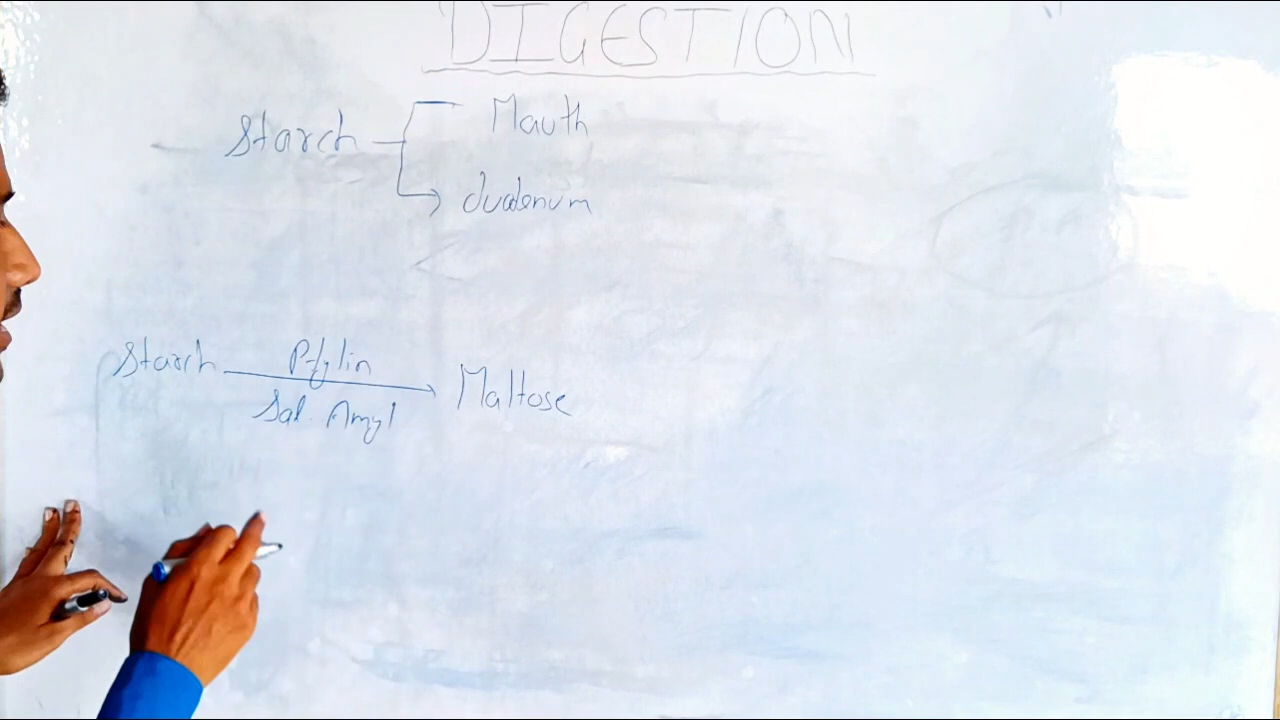 DIGESTION
Starch
Mauth
duodenum
Starch Ptylin Maltose
Sal. Amyl